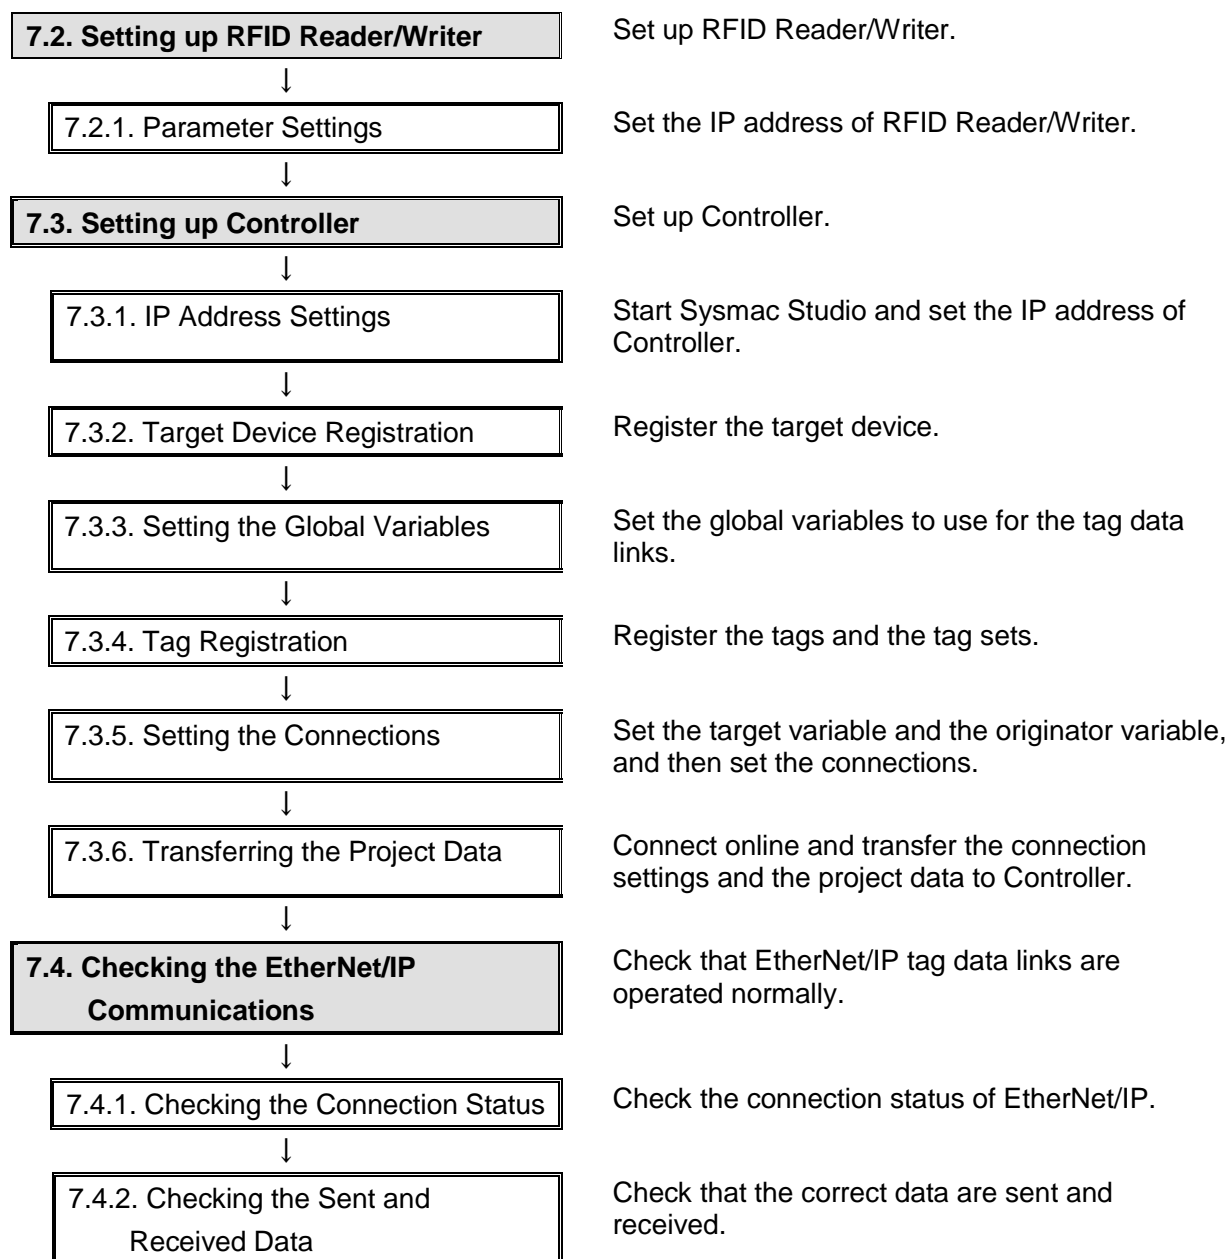 7.2. Setting up RFID Reader/Writer
Set up RFID Reader/Writer.
↓
7.2.1. Parameter Settings
Set the IP address of RFID Reader/Writer.
↓
7.3. Setting up Controller
Set up Controller.
↓
7.3.1. IP Address Settings
Start Sysmac Studio and set the IP address of
Controller.
↓
7.3.2. Target Device Registration
Register the target device.
↓
7.3.3. Setting the Global Variables
Set the global variables to use for the tag data
links.
↓
7.3.4. Tag Registration
Register the tags and the tag sets.
↓
7.3.5. Setting the Connections
Set the target variable and the originator variable,
and then set the connections.
↓
7.3.6. Transferring the Project Data
Connect online and transfer the connection
settings and the project data to Controller.
↓
7.4. Checking the EtherNet/IP
Communications
Check that EtherNet/IP tag data links are
operated normally.
↓
7.4.1. Checking the Connection Status
Check the connection status of EtherNet/IP.
↓
7.4.2. Checking the Sent and
Received Data
Check that the correct data are sent and
received.